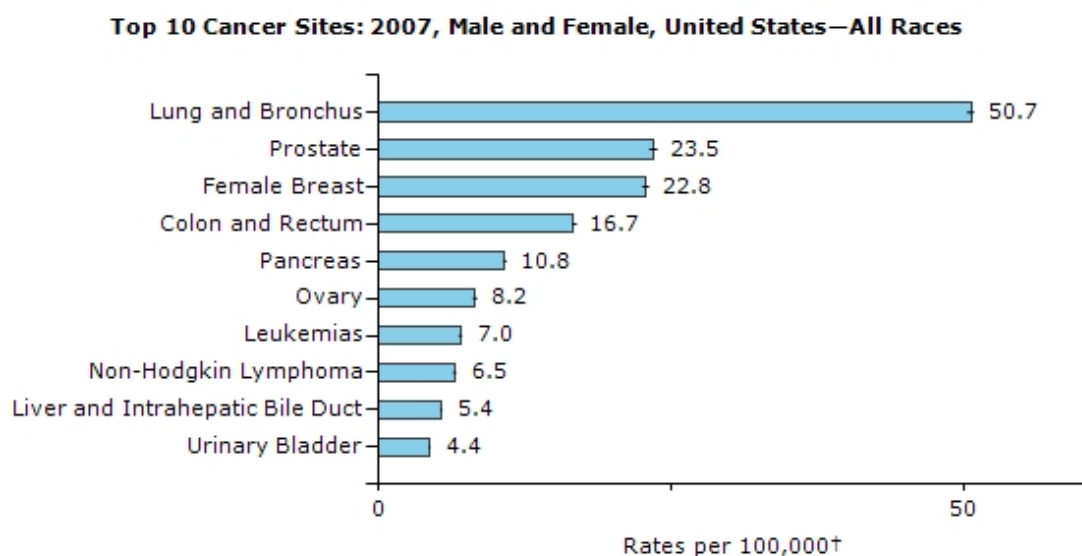 Top 10 Cancer Sites: 2007, Male and Female, United States—All Races
Lung and Bronchus 50.7
Prostate 23.5
Female Breast 22.8
Colon and Rectum 16.7
Pancreas 10.8
Ovary 8.2
Leukemias 7.0
Non-Hodgkin Lymphoma 6.5
Liver and Intrahepatic Bile Duct 5.4
Urinary Bladder 4.4
0 50
Rates per 100,000†